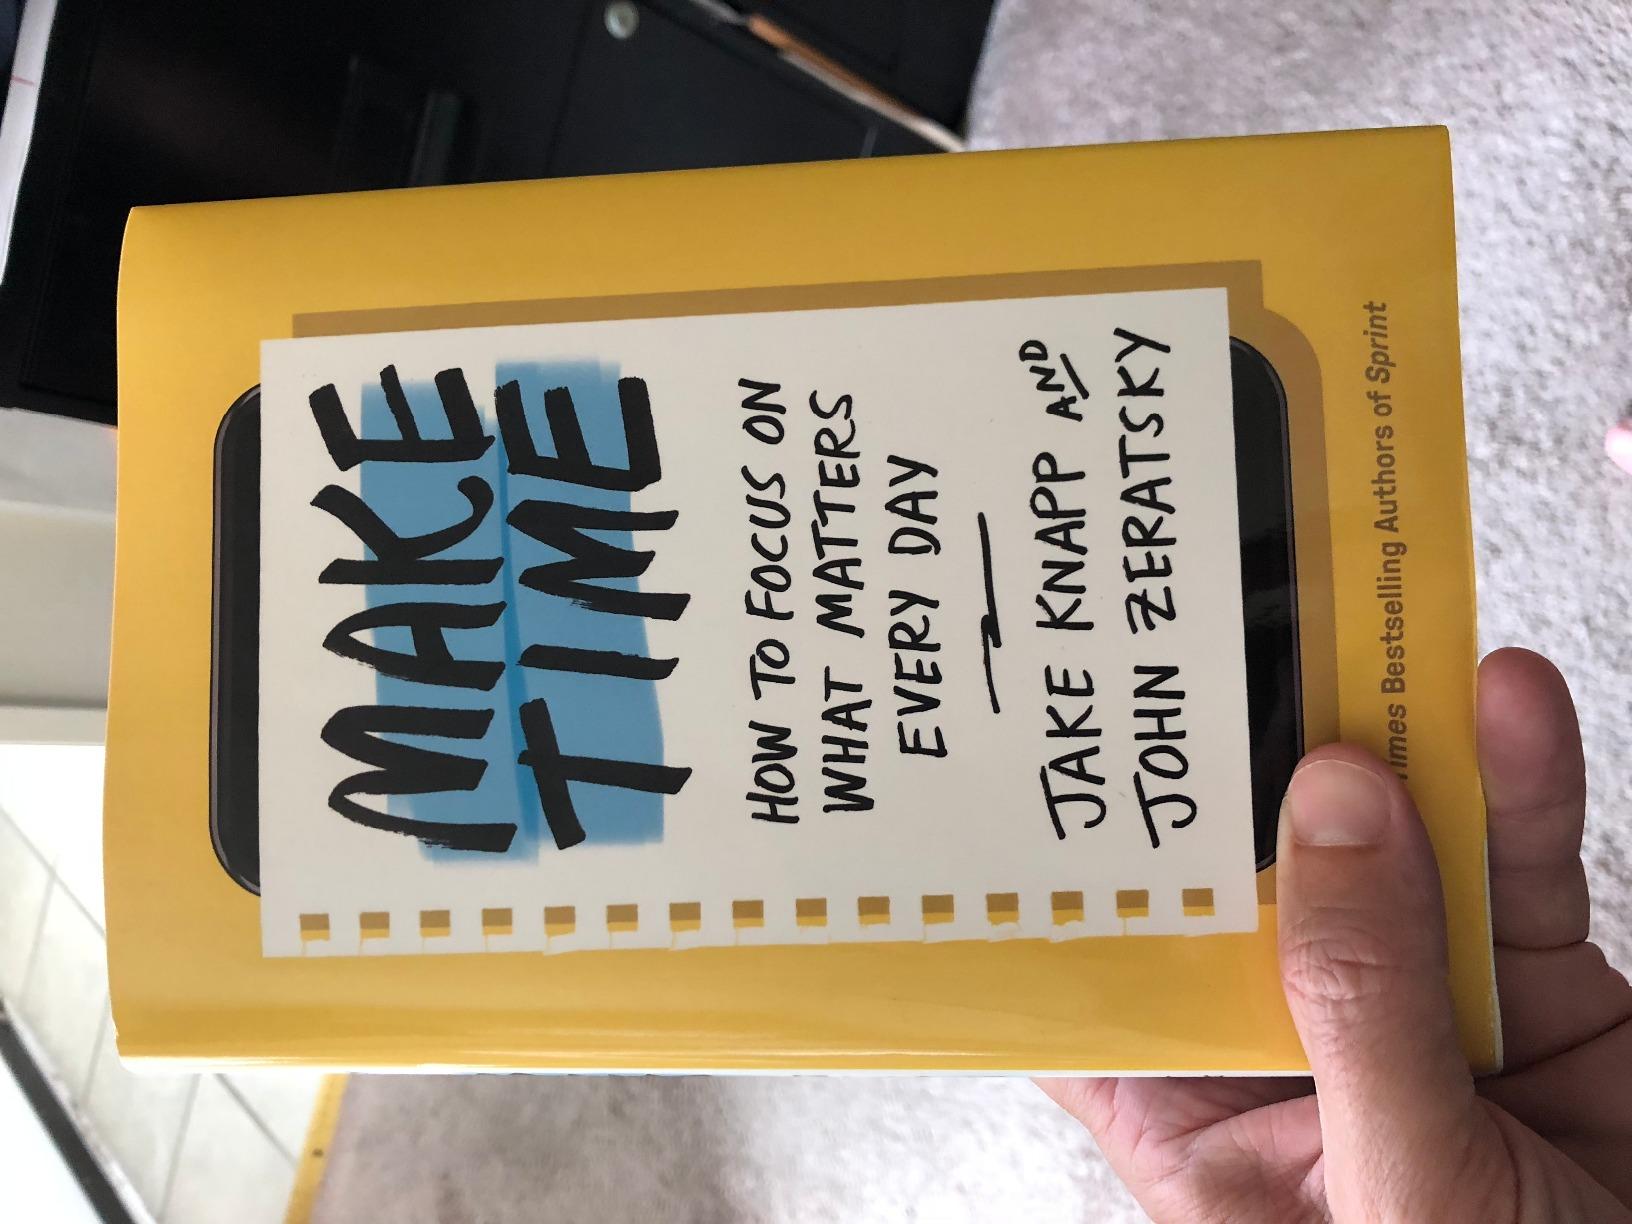 MAKE
TIME
HOW TO FOCUS ON
WHAT MATTERS
EVERY DAY
JAKE KNAPP AND
JOHN ZERATSKY
Times Bestselling Authors of Sprint